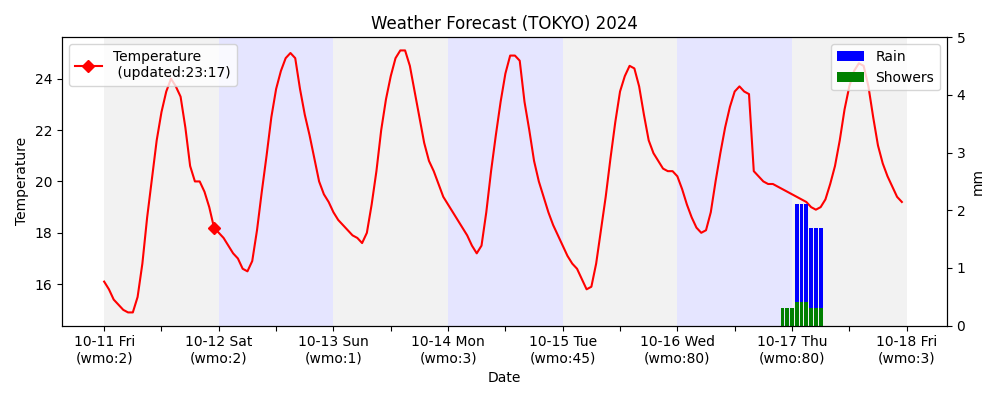 Weather Forecast (TOKYO) 2024
Temperature
(updated:23:17)
Rain
Showers
Temperature
24
22
20
18
16
5
4
3
2
1
0
mm
10-11 Fri
(wmo:2)
10-12 Sat
(wmo:2)
10-13 Sun
(wmo:1)
10-14 Mon
(wmo:3)
10-15 Tue
(wmo:45)
10-16 Wed
(wmo:80)
10-17 Thu
(wmo:80)
10-18 Fri
(wmo:3)
Date